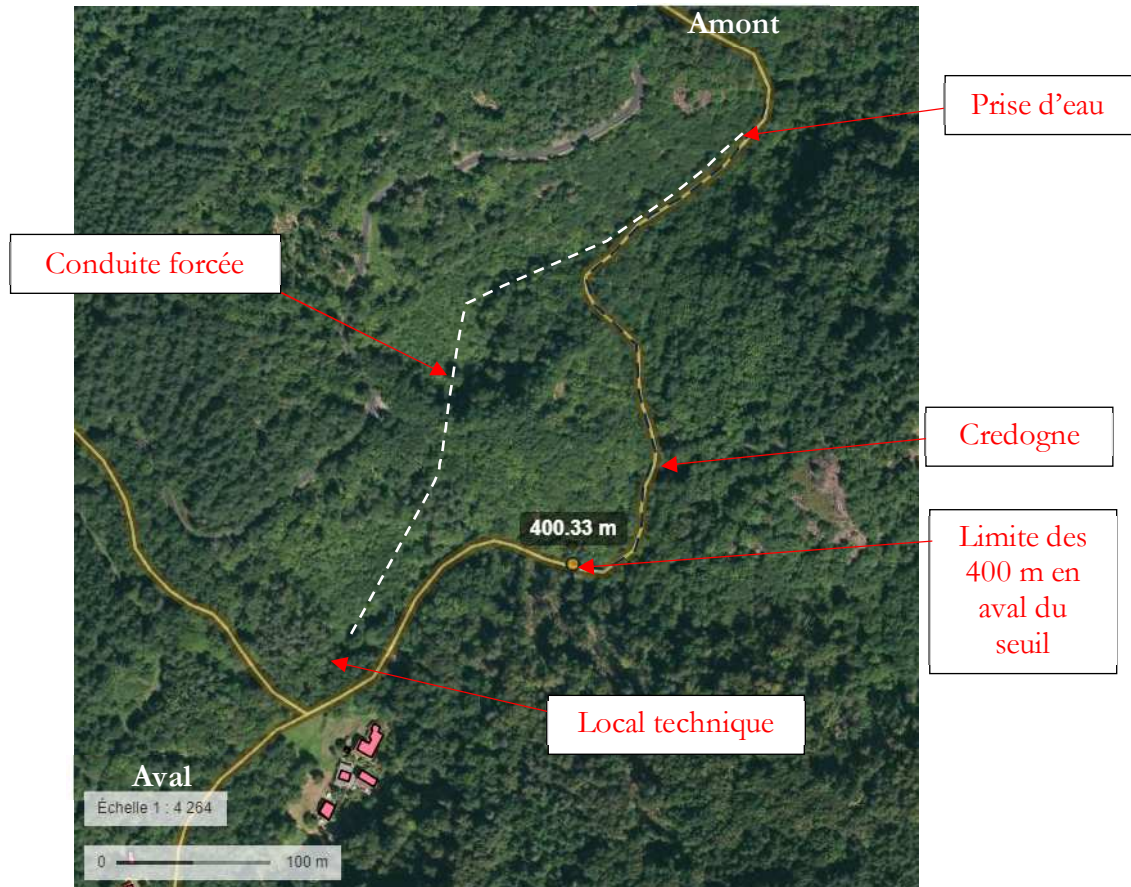 Amont
Prise d'eau
Conduite forcée
Credogne
400.33 m
Limite des
400 m en
aval du
seuil
Local technique
Aval
Échelle 1 : 4 264
0 100 m